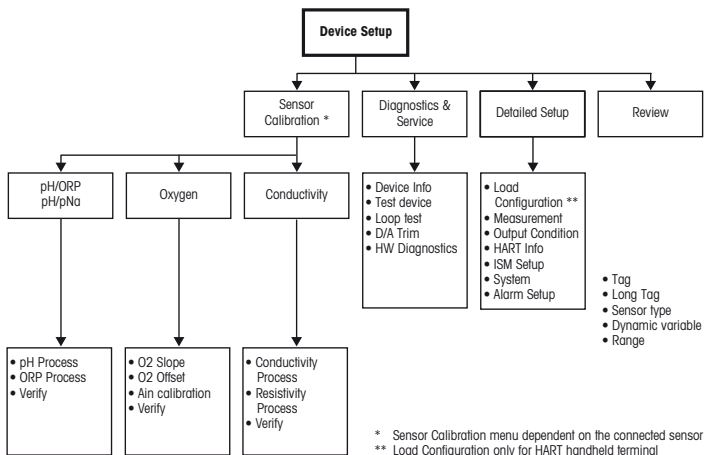 Device Setup
Sensor
Calibration *
Diagnostics &
Service
Detailed Setup
Review
pH/ORP
pH/pNa
Oxygen
Conductivity
• Device Info
• Test device
• Loop test
• D/A Trim
• HW Diagnostics
• Load
Configuration **
• Measurement
• Output Condition
• HART Info
• ISM Setup
• System
• Alarm Setup
• Tag
• Long Tag
• Sensor type
• Dynamic variable
• Range
• pH Process
• ORP Process
• Verify
• O2 Slope
• O2 Offset
• Ain calibration
• Verify
• Conductivity
Process
• Resistivity
Process
• Verify
* Sensor Calibration menu dependent on the connected sensor
** Load Configuration only for HART handheld terminal